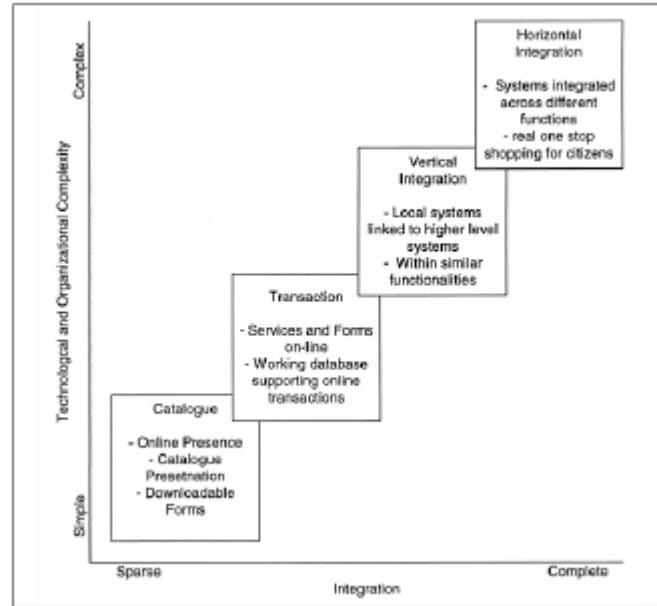 Complex
Technologcal and Organizational Complexity
Simple
Horizontal
Integration
- Systems integrated
across different
functions
- real one stop
shopping for citizens
Vertical
Integration
- Local systems
linked to higher level
systems
- Within similar
functionalities
Transaction
- Services and Forms
on-line
- Working database
supporting online
transactions
Catalogue
- Online Presence
- Catalogue
Presetnation
- Downloadable
Forms
Sparse
Complete
Integration